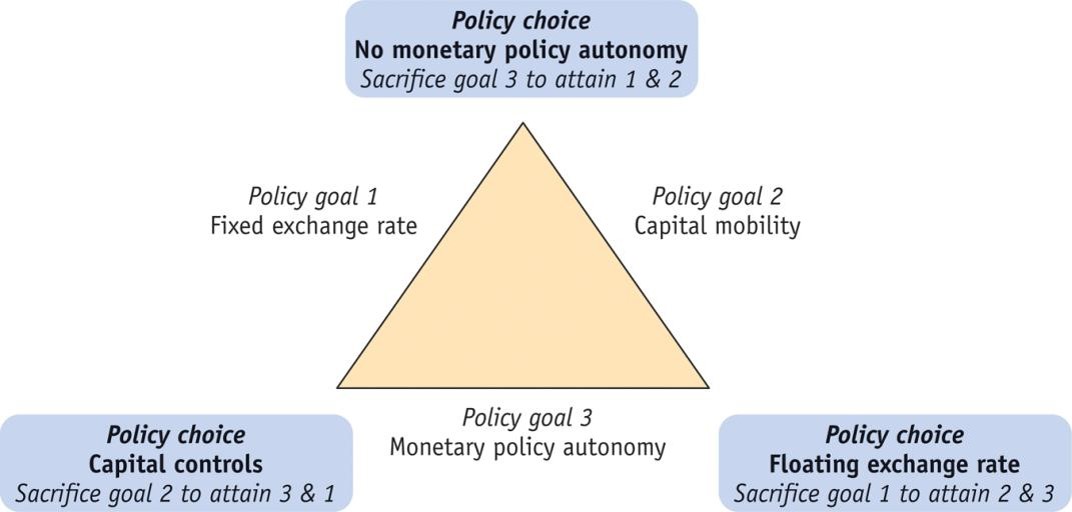 Policy choice
No monetary policy autonomy
Sacrifice goal 3 to attain 1 & 2
Policy goal 1
Fixed exchange rate
Policy goal 2
Capital mobility
Policy goal 3
Monetary policy autonomy
Policy choice
Capital controls
Sacrifice goal 2 to attain 3 & 1
Policy choice
Floating exchange rate
Sacrifice goal 1 to attain 2 & 3